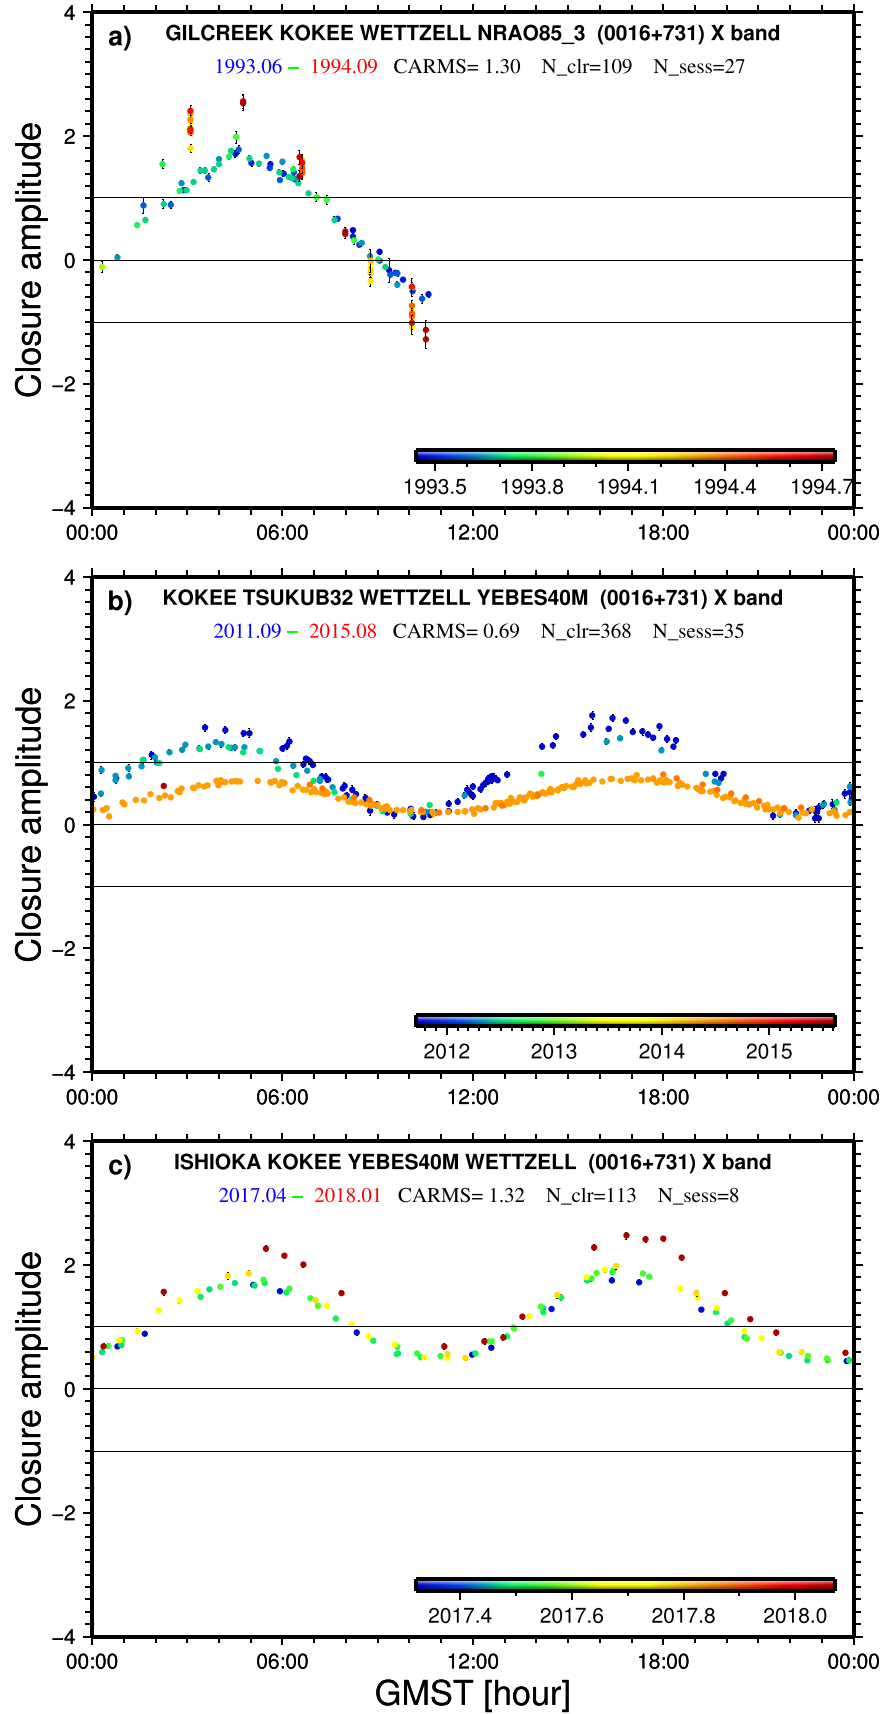 a) GILCREEK KOKEE WETTZELL NRAO85_3 (0016+731) X band
1993.06 – 1994.09 CARMS= 1.30 N_clr=109 N_sess=27
4
2
0
−2
−4
Closure amplitude
1993.5 1993.8 1994.1 1994.4 1994.7
00:00 06:00 12:00 18:00 00:00
b) KOKEE TSUKUB32 WETTZELL YEBES40M (0016+731) X band
2011.09 – 2015.08 CARMS= 0.69 N_clr=368 N_sess=35
4
2
0
−2
−4
Closure amplitude
2012 2013 2014 2015
00:00 06:00 12:00 18:00 00:00
c) ISHIOKA KOKEE YEBES40M WETTZELL (0016+731) X band
2017.04 – 2018.01 CARMS= 1.32 N_clr=113 N_sess=8
4
2
0
−2
−4
Closure amplitude
2017.4 2017.6 2017.8 2018.0
00:00 06:00 12:00 18:00 00:00
GMST [hour]